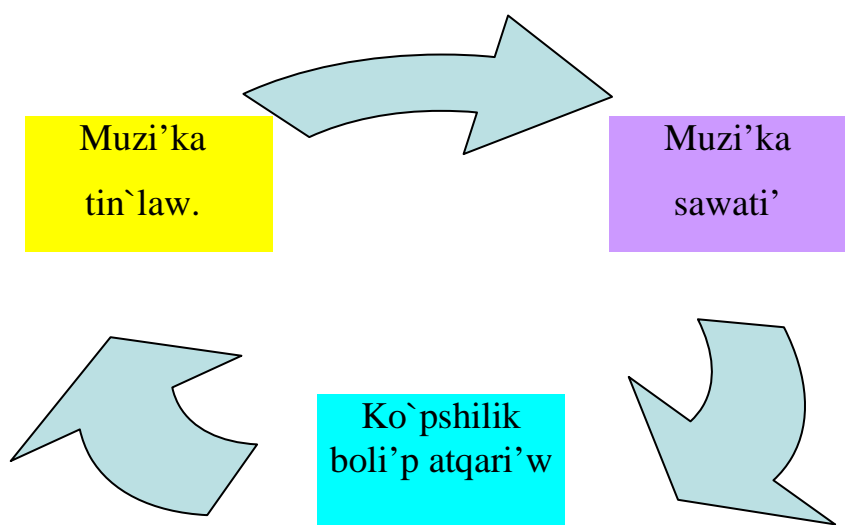 Muzi’ka
tin`law.
Muzi’ka
sawati’
Ko`pshilik
boli’p atqari’w